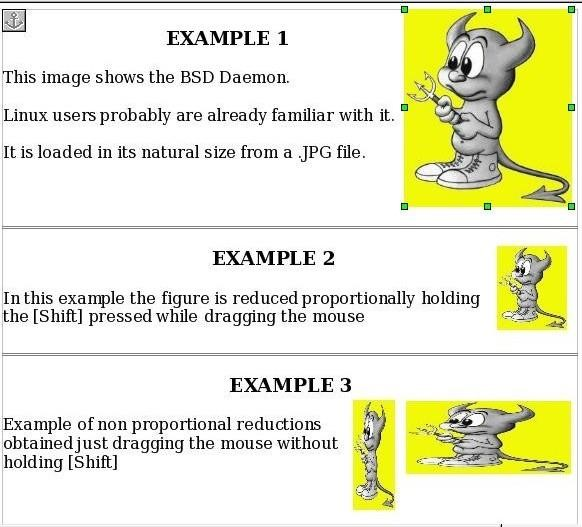 EXAMPLE 1
This image shows the BSD Daemon.
Linux users probably are already familiar with it.
It is loaded in its natural size from a .JPG file.
EXAMPLE 2
In this example the figure is reduced proportionally holding
the [Shift] pressed while dragging the mouse
EXAMPLE 3
Example of non proportional reductions
obtained just dragging the mouse without
holding [Shift]